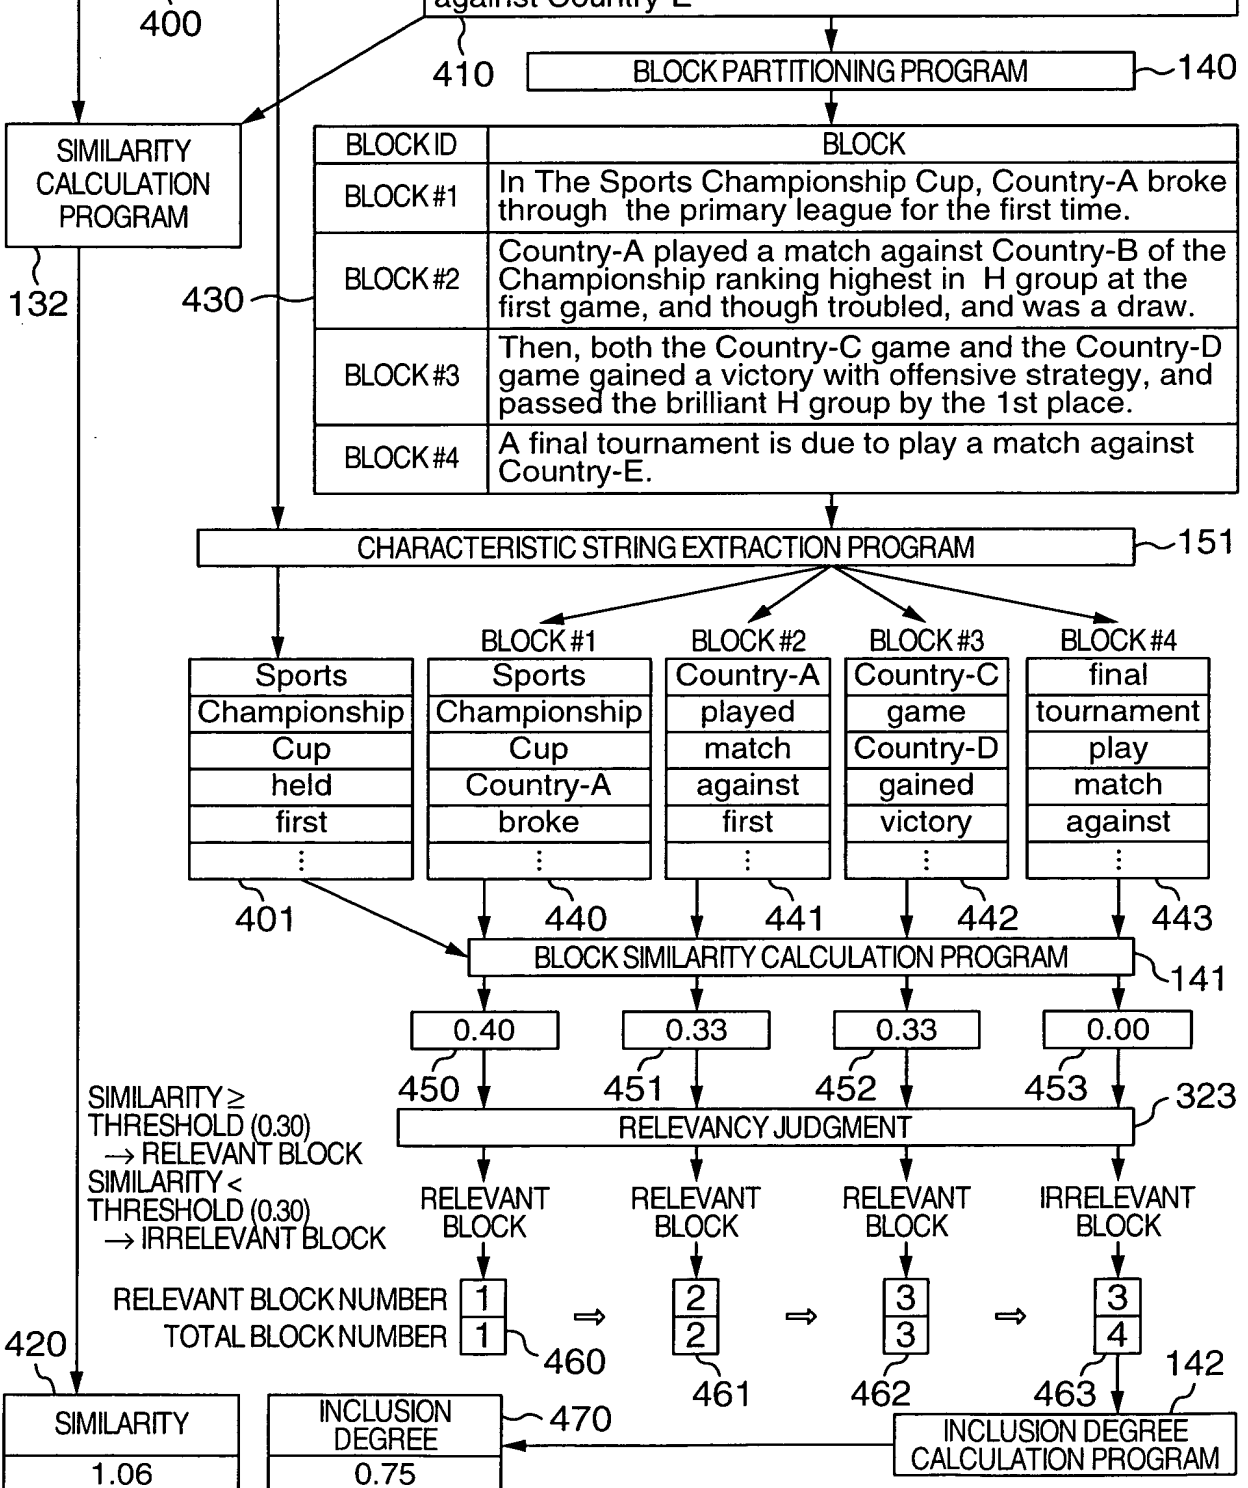 400
against Country-E
410
BLOCK PARTITIONING PROGRAM
140
SIMILARITY
CALCULATION
PROGRAM
132
430
BLOCK ID
BLOCK
BLOCK #1
In The Sports Championship Cup, Country-A broke
through the primary league for the first time.
BLOCK #2
Country-A played a match against Country-B of the
Championship ranking highest in H group at the
first game, and though troubled, and was a draw.
BLOCK #3
Then, both the Country-C game and the Country-D
game gained a victory with offensive strategy, and
passed the brilliant H group by the 1st place.
BLOCK #4
A final tournament is due to play a match against
Country-E.
CHARACTERISTIC STRING EXTRACTION PROGRAM
151
BLOCK #1
BLOCK #2
BLOCK #3
BLOCK #4
Sports
Championship
Cup
held
first
⋮
401
Sports
Championship
Cup
Country-A
broke
⋮
440
Country-A
played
match
against
first
⋮
441
Country-C
game
Country-D
gained
victory
⋮
442
final
tournament
play
match
against
⋮
443
BLOCK SIMILARITY CALCULATION PROGRAM
141
0.40
0.33
0.33
0.00
450
451
452
453
SIMILARITY ≥
THRESHOLD (0.30)
→ RELEVANT BLOCK
SIMILARITY <
THRESHOLD (0.30)
→ IRRELEVANT BLOCK
RELEVANCY JUDGMENT
323
RELEVANT
BLOCK
RELEVANT
BLOCK
RELEVANT
BLOCK
IRRELEVANT
BLOCK
RELEVANT BLOCK NUMBER
1 ⇨ 2 ⇨ 3 ⇨ 3
TOTAL BLOCK NUMBER
1 2 3 4
460
461
462
463
142
420
SIMILARITY
1.06
INCLUSION
DEGREE
0.75
470
INCLUSION DEGREE
CALCULATION PROGRAM